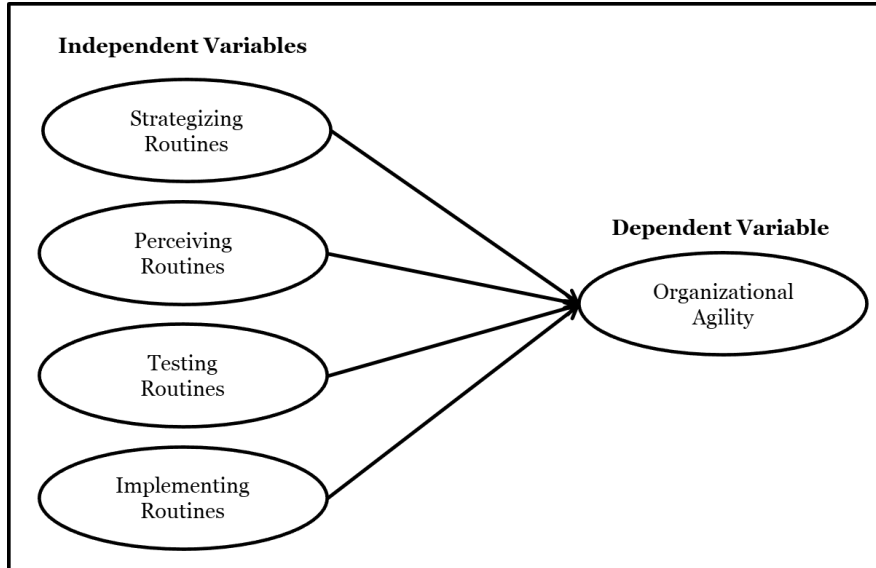 Independent Variables
Strategizing
Routines
Perceiving
Routines
Testing
Routines
Implementing
Routines
Dependent Variable
Organizational
Agility